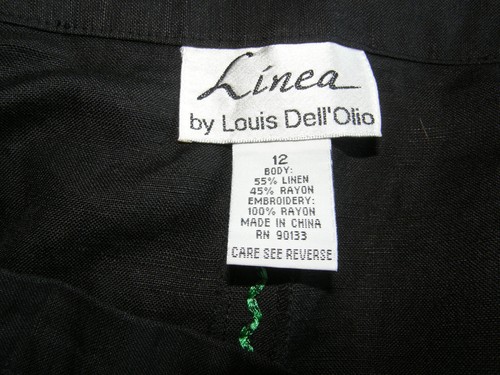 Linea
by Louis Dell'Olio
12
BODY:
55% LINEN
45% RAYON
EMBROIDERY:
100% RAYON
MADE IN CHINA
RN 90133
CARE SEE REVERSE